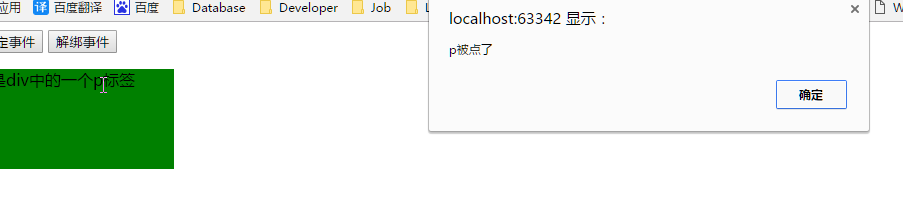 应用 译 百度翻译 百度 Database Developer Job L W
localhost:63342 显示：
p被点了
确定
定事件 解绑事件
是div中的一个p标签